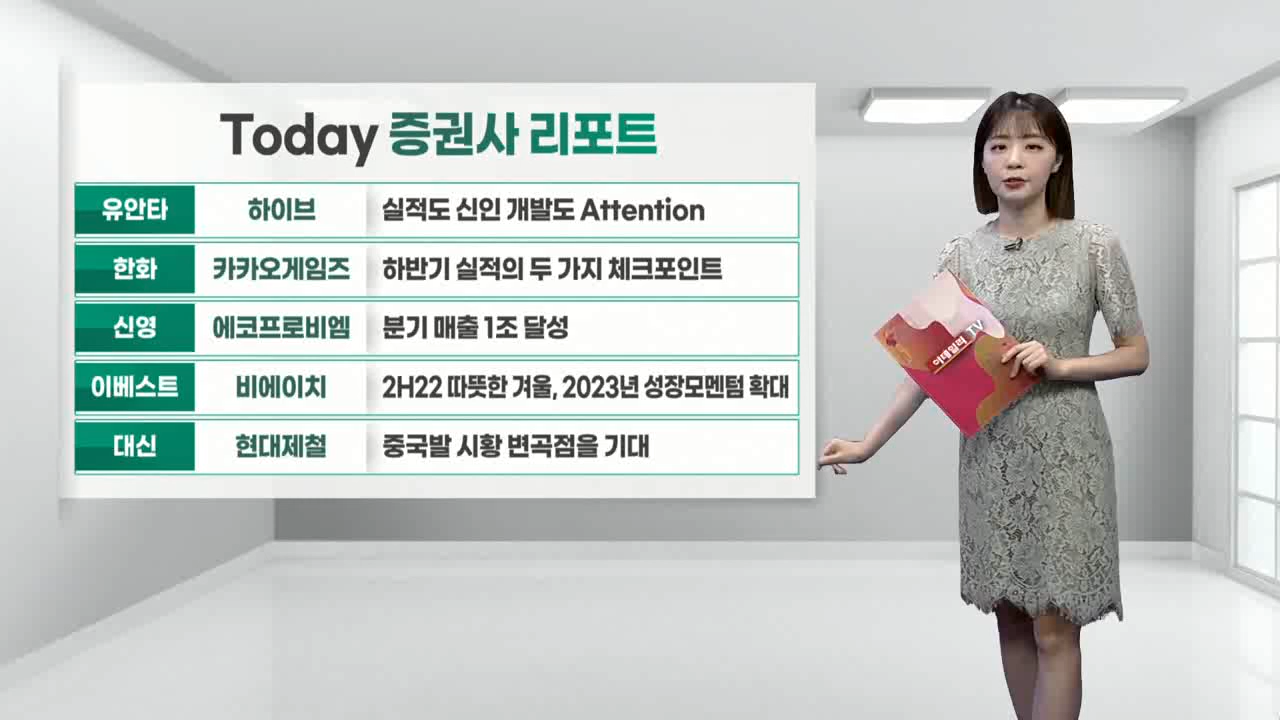 Today 증권사 리포트
유안타 하이브 실적도 신인 개발도 Attention
한화 카카오게임즈 하반기 실적의 두 가지 체크포인트
신영 에코프로비엠 분기 매출 1조 달성
이베스트 비에이치 2H22 따뜻한 겨울, 2023년 성장모멘텀 확대
대신 현대제철 중국발 시황 변곡점을 기대
이데일리 TV